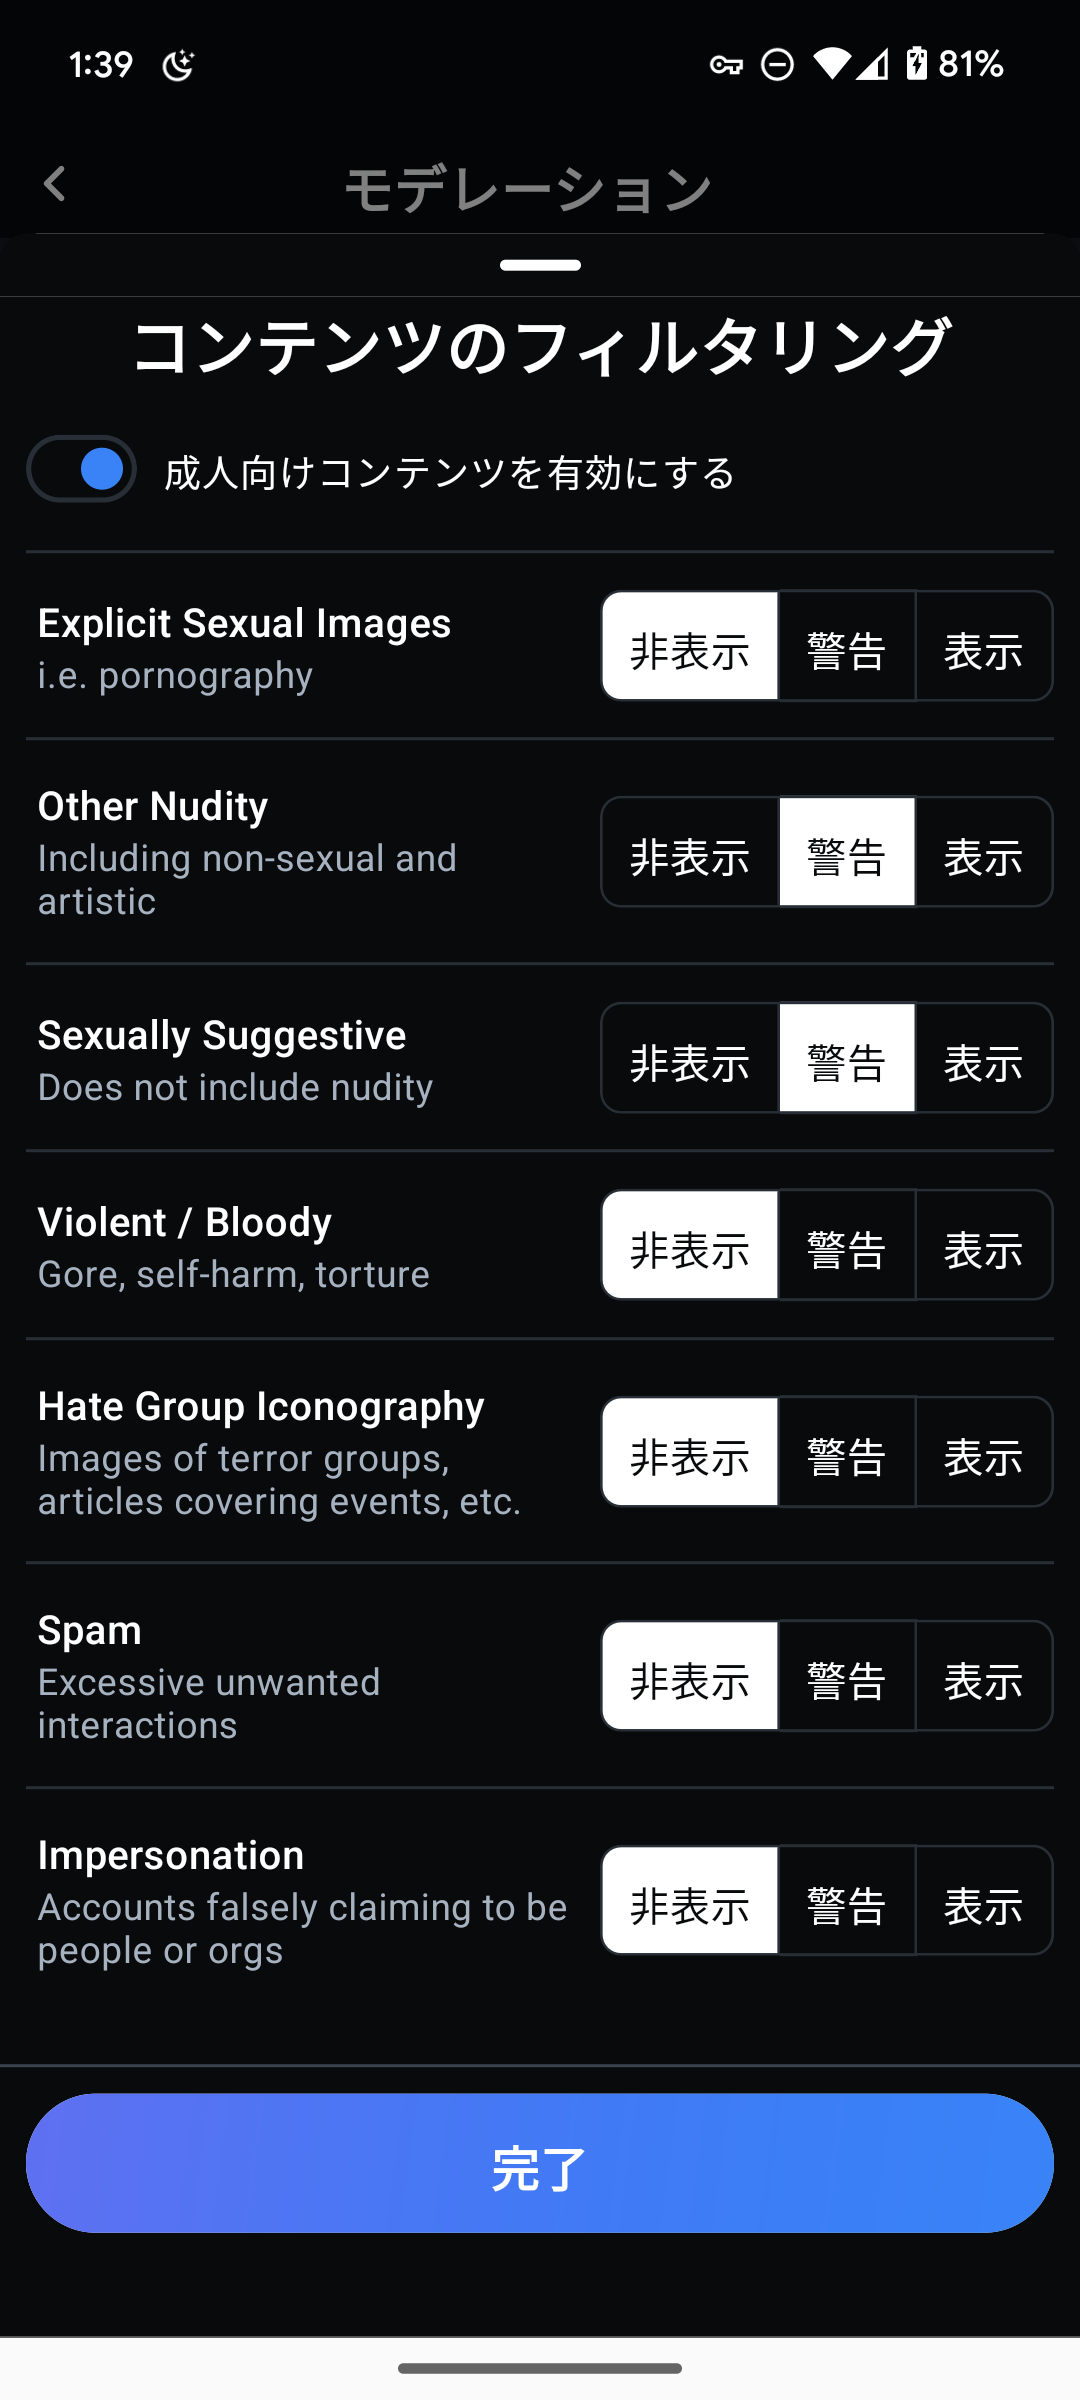 1:39
81%
モデレーション
コンテンツのフィルタリング
成人向けコンテンツを有効にする
Explicit Sexual Images
i.e. pornography
非表示 警告 表示
Other Nudity
Including non-sexual and
artistic
非表示 警告 表示
Sexually Suggestive
Does not include nudity
非表示 警告 表示
Violent / Bloody
Gore, self-harm, torture
非表示 警告 表示
Hate Group Iconography
Images of terror groups,
articles covering events, etc.
非表示 警告 表示
Spam
Excessive unwanted
interactions
非表示 警告 表示
Impersonation
Accounts falsely claiming to be
people or orgs
非表示 警告 表示
完了